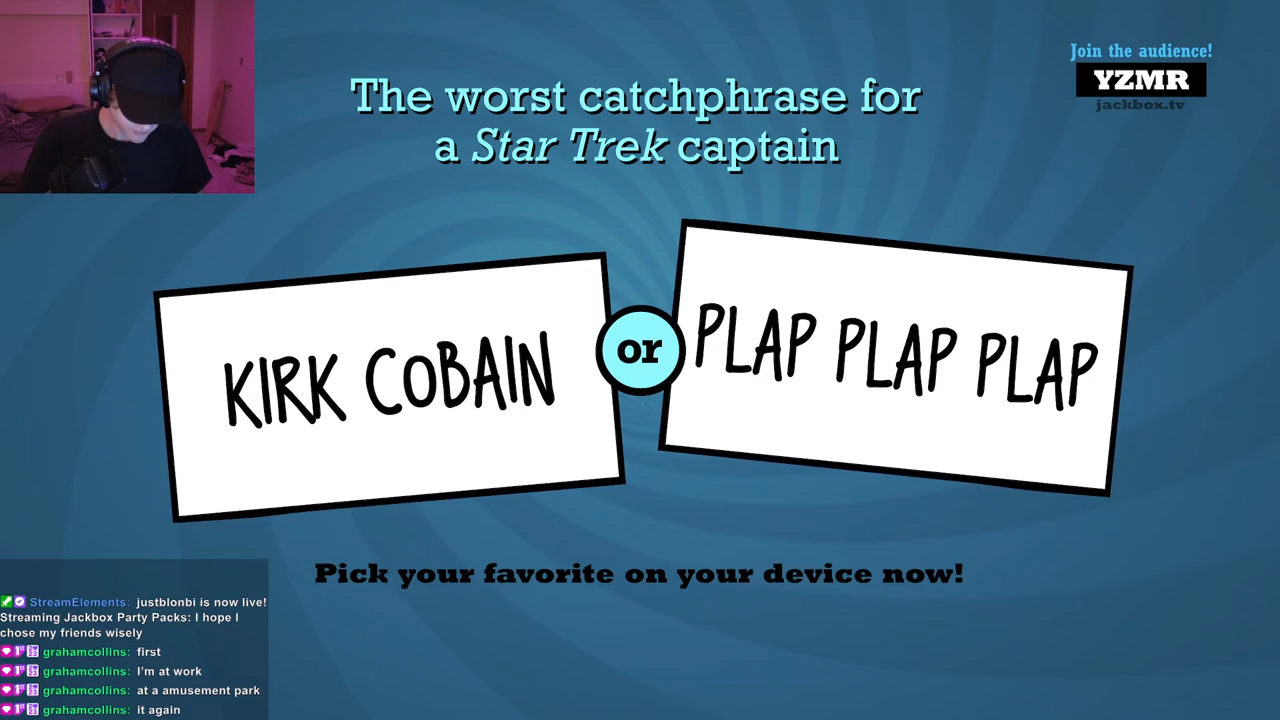 Join the audience!
YZMR
jackbox.tv
The worst catchphrase for
a Star Trek captain
KIRK COBAIN
or
PLAP PLAP PLAP
Pick your favorite on your device now!
StreamElements: justblonbi is now live!
Streaming Jackbox Party Packs: I hope I
chose my friends wisely
grahamcollins: first
grahamcollins: I'm at work
grahamcollins: at a amusement park
grahamcollins: it again